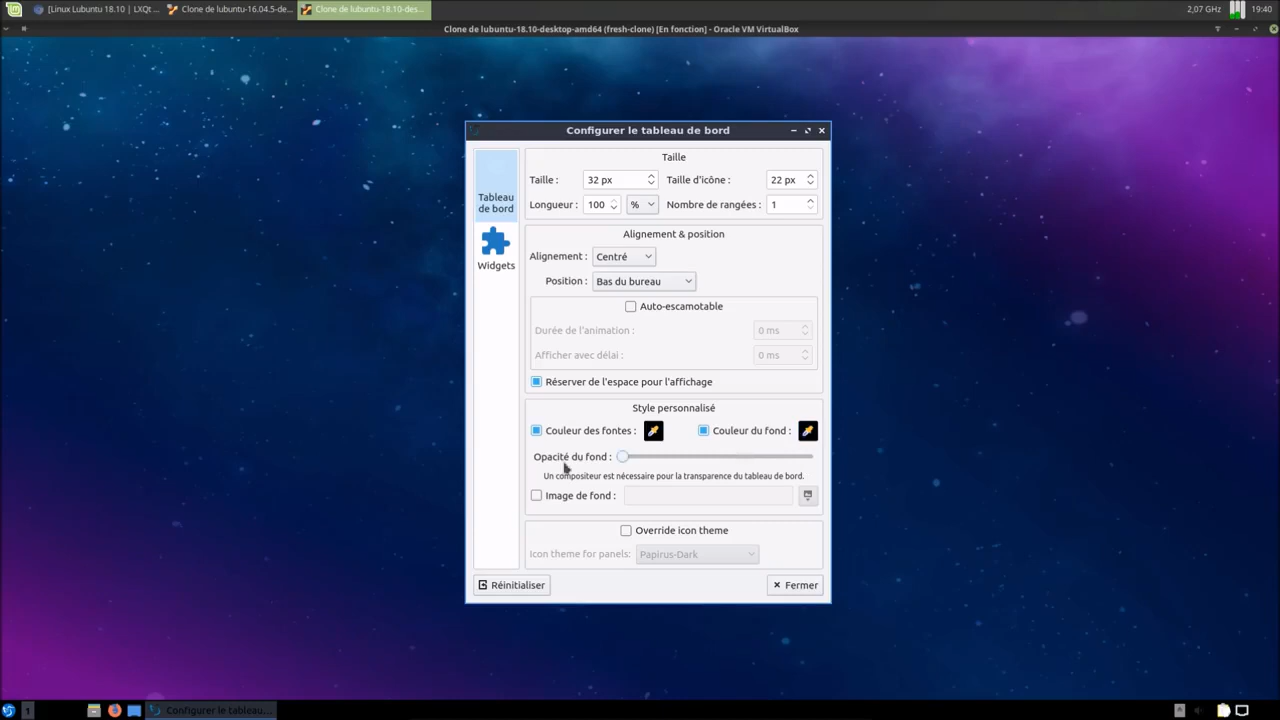 [Linux Lubuntu 18.10 | LXQt ... Clone de lubuntu-16.04.5-de... Clone de lubuntu-18.10-des... 2,07 GHz 19:40
Clone de lubuntu-18.10-desktop-amd64 (fresh-clone) [En fonction] - Oracle VM VirtualBox
Configurer le tableau de bord
Tableau
de bord
Widgets
Taille
Taille : 32 px Taille d'icône : 22 px
Longueur : 100 % Nombre de rangées : 1
Alignement & position
Alignement : Centré
Position : Bas du bureau
Auto-escamotable
Durée de l'animation : 0 ms
Afficher avec délai : 0 ms
Réserver de l'espace pour l'affichage
Style personnalisé
Couleur des fontes : Couleur du fond :
Opacité du fond :
Un compositeur est nécessaire pour la transparence du tableau de bord.
Image de fond :
Override icon theme
Icon theme for panels: Papirus-Dark
Réinitialiser Fermer
1 Configurer le tableau...